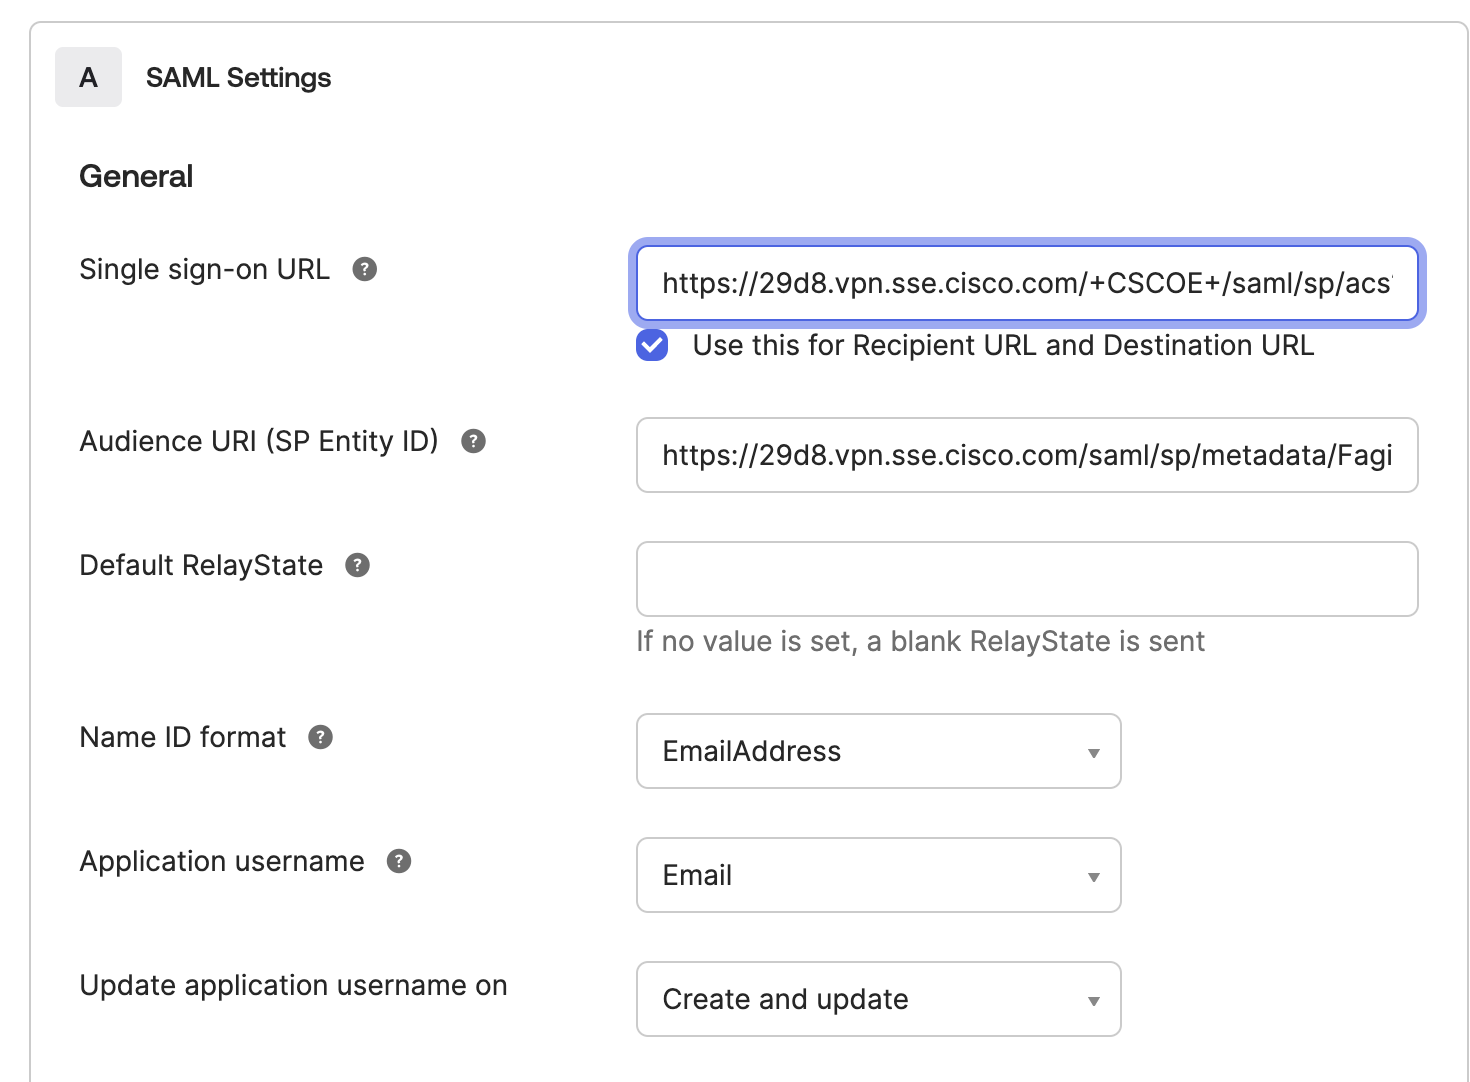 A SAML Settings
General
Single sign-on URL ?
https://29d8.vpn.sse.cisco.com/+CSCOE+/saml/sp/acs
Use this for Recipient URL and Destination URL
Audience URI (SP Entity ID) ?
https://29d8.vpn.sse.cisco.com/saml/sp/metadata/Fagi
Default RelayState ?
If no value is set, a blank RelayState is sent
Name ID format ?
EmailAddress
Application username ?
Email
Update application username on
Create and update